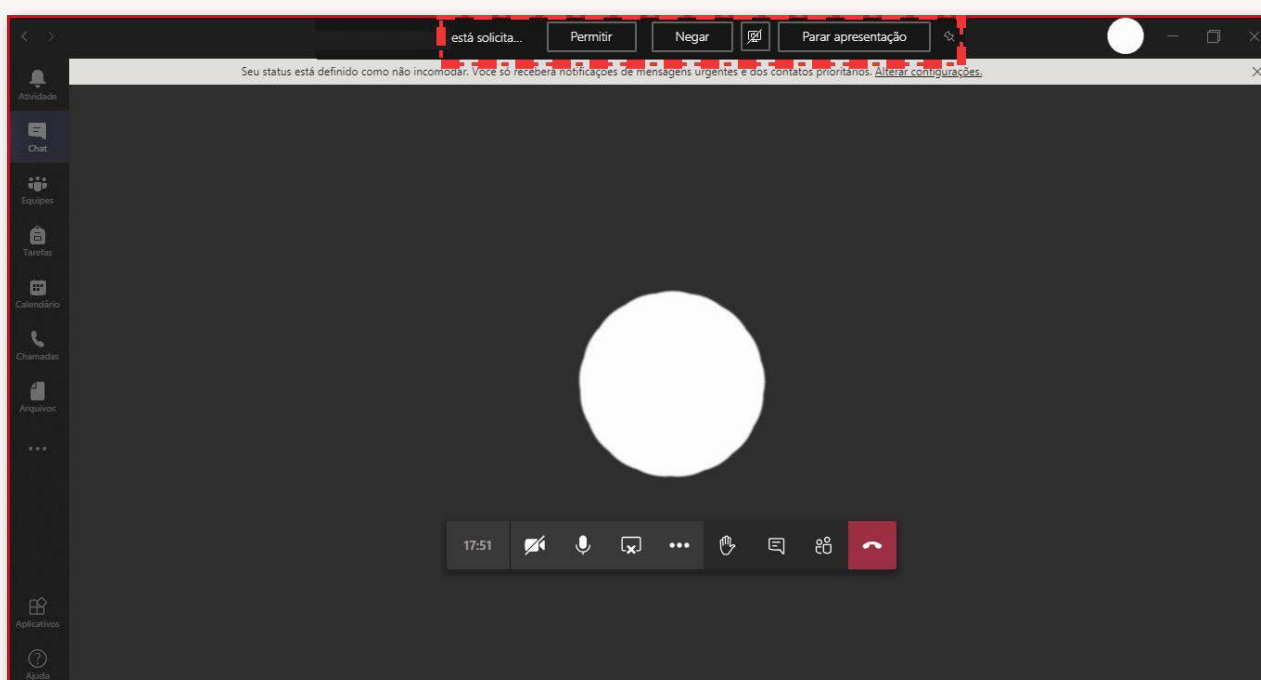 está solicita... Permitir Negar Parar apresentação
Seu status está definido como não incomodar. Você só receberá notificações de mensagens urgentes e dos contatos prioritários. Alterar configurações.
Atividade
Chat
Equipes
Tarefas
Calendário
Chamadas
Arquivos
17:51
Aplicativos
Ajuda